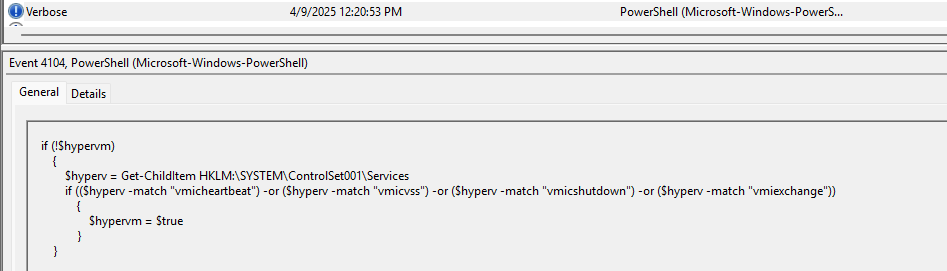 Verbose 4/9/2025 12:20:53 PM PowerShell (Microsoft-Windows-PowerS...
Event 4104, PowerShell (Microsoft-Windows-PowerShell)
General Details
if (!$hypervm)
{
$hyperv = Get-ChildItem HKLM:\SYSTEM\ControlSet001\Services
if (($hyperv -match "vmicheartbeat") -or ($hyperv -match "vmicvss") -or ($hyperv -match "vmicshutdown") -or ($hyperv -match "vmiexchange"))
{
$hypervm = $true
}
}